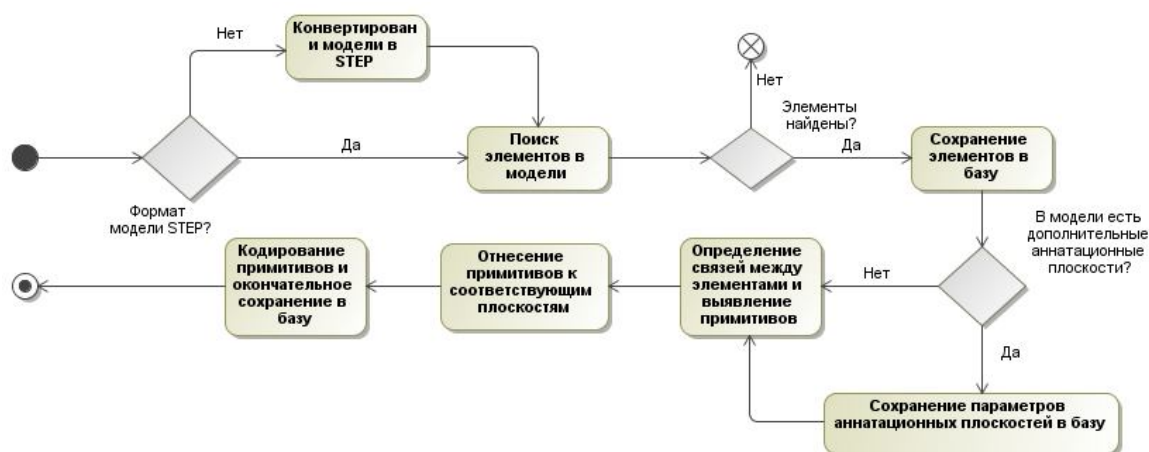 Нет
Конвертирован
и модели в
STEP
Нет
Элементы
найдены?
Да
Поиск
элементов в
модели
Да
Сохранение
элементов в
базу
Формат
модели STEP?
В модели есть
дополнительные
аннатационные
плоскости?
Кодирование
примитивов и
окончательное
сохранение в
базу
Отнесение
примитивов к
соответствующим
плоскостям
Определение
связей между
элементами и
выявление
примитивов
Нет
Да
Сохранение параметров
аннатационных плоскостей в базу